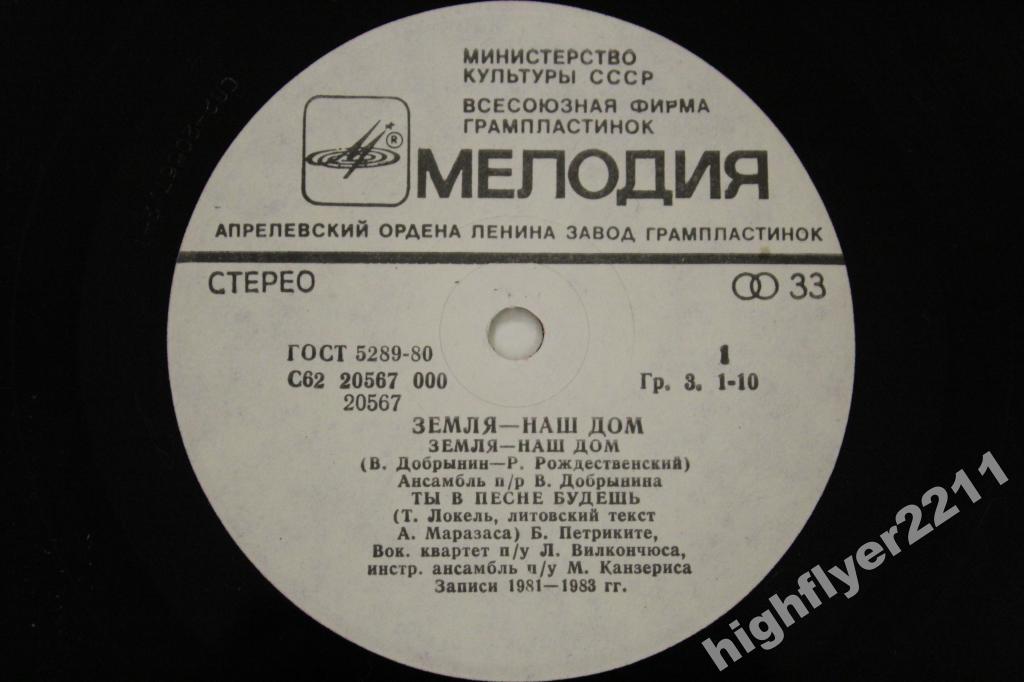 МИНИСТЕРСТВО
КУЛЬТУРЫ СССР
ВСЕСОЮЗНАЯ ФИРМА
ГРАМПЛАСТИНОК
®
МЕЛОДИЯ
АПРЕЛЕВСКИЙ ОРДЕНА ЛЕНИНА ЗАВОД ГРАМПЛАСТИНОК
СТЕРЕО
33
ГОСТ 5289-80
1
С62 20567 000
Гр. 3. 1-10
20567
ЗЕМЛЯ—НАШ ДОМ
ЗЕМЛЯ—НАШ ДОМ
(В. Добрынин—Р. Рождественский)
Ансамбль п/р В. Добрынина
ТЫ В ПЕСНЕ БУДЕШЬ
(Т. Локель, литовский текст
А. Маразаса) Б. Петриките,
Вок. квартет п/у Л. Вилкончюса,
инстр. ансамбль п/у М. Канзериса
Записи 1981—1983 гг.
highflyer2211